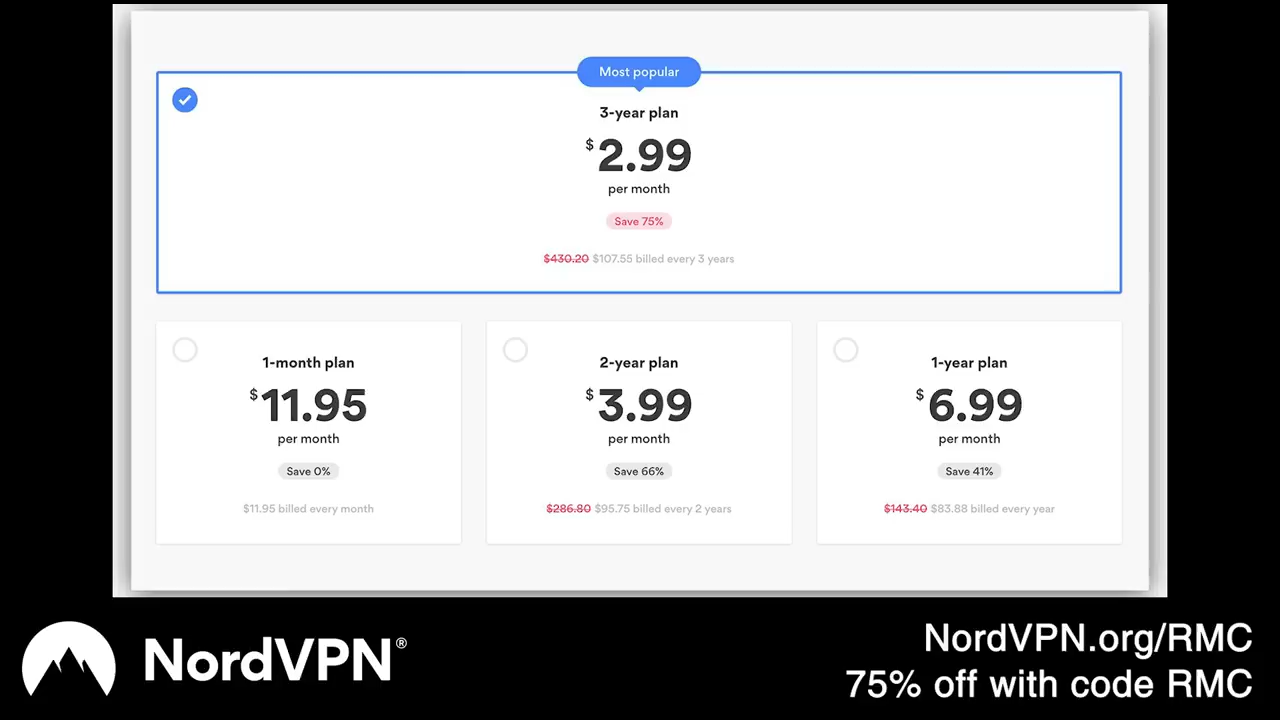 Most popular
3-year plan
$2.99
per month
Save 75%
$430.20 $107.55 billed every 3 years
1-month plan
$11.95
per month
Save 0%
$11.95 billed every month
2-year plan
$3.99
per month
Save 66%
$286.80 $95.75 billed every 2 years
1-year plan
$6.99
per month
Save 41%
$143.40 $83.88 billed every year
NordVPN®
NordVPN.org/RMC
75% off with code RMC